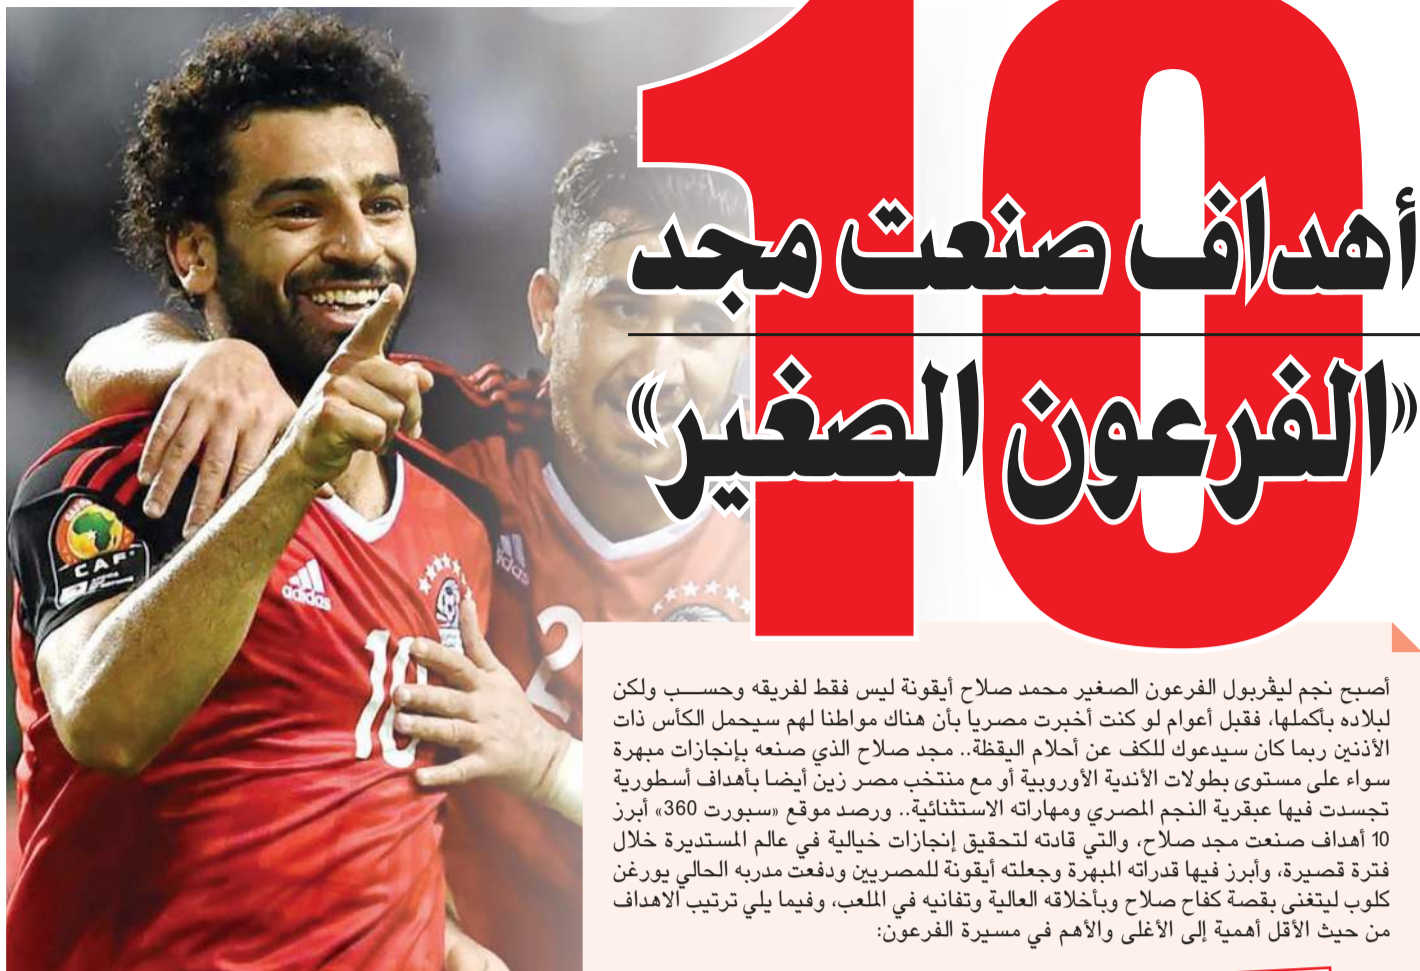 10
أهداف صنعت مجد
«الفرعون الصغير»
CAF
adidas
10
adidas
2
أصبح نجم ليڤربول الفرعون الصغير محمد صلاح أيقونة ليس فقط لفريقه وحسب ولكن
لبلاده بأكملها، فقبل أعوام لو كنت أخبرت مصريا بأن هناك مواطنا لهم سيحمل الكأس ذات
الأذنين ربما كان سيدعوك للكف عن أحلام اليقظة.. مجد صلاح الذي صنعه بإنجازات مبهرة
سواء على مستوى بطولات الأندية الأوروبية أو مع منتخب مصر زين أيضا بأهداف أسطورية
تجسدت فيها عبقرية النجم المصري ومهاراته الاستثنائية.. ورصد موقع «سبورت 360» أبرز
10 أهداف صنعت مجد صلاح، والتي قادته لتحقيق إنجازات خيالية في عالم المستديرة خلال
فترة قصيرة، وأبرز فيها قدراته المبهرة وجعلته أيقونة للمصريين ودفعت مدربه الحالي يورغن
كلوب ليتغنى بقصة كفاح صلاح وبأخلاقه العالية وتفانيه في الملعب، وفيما يلي ترتيب الاهداف
من حيث الأقل أهمية إلى الأغلى والأهم في مسيرة الفرعون: